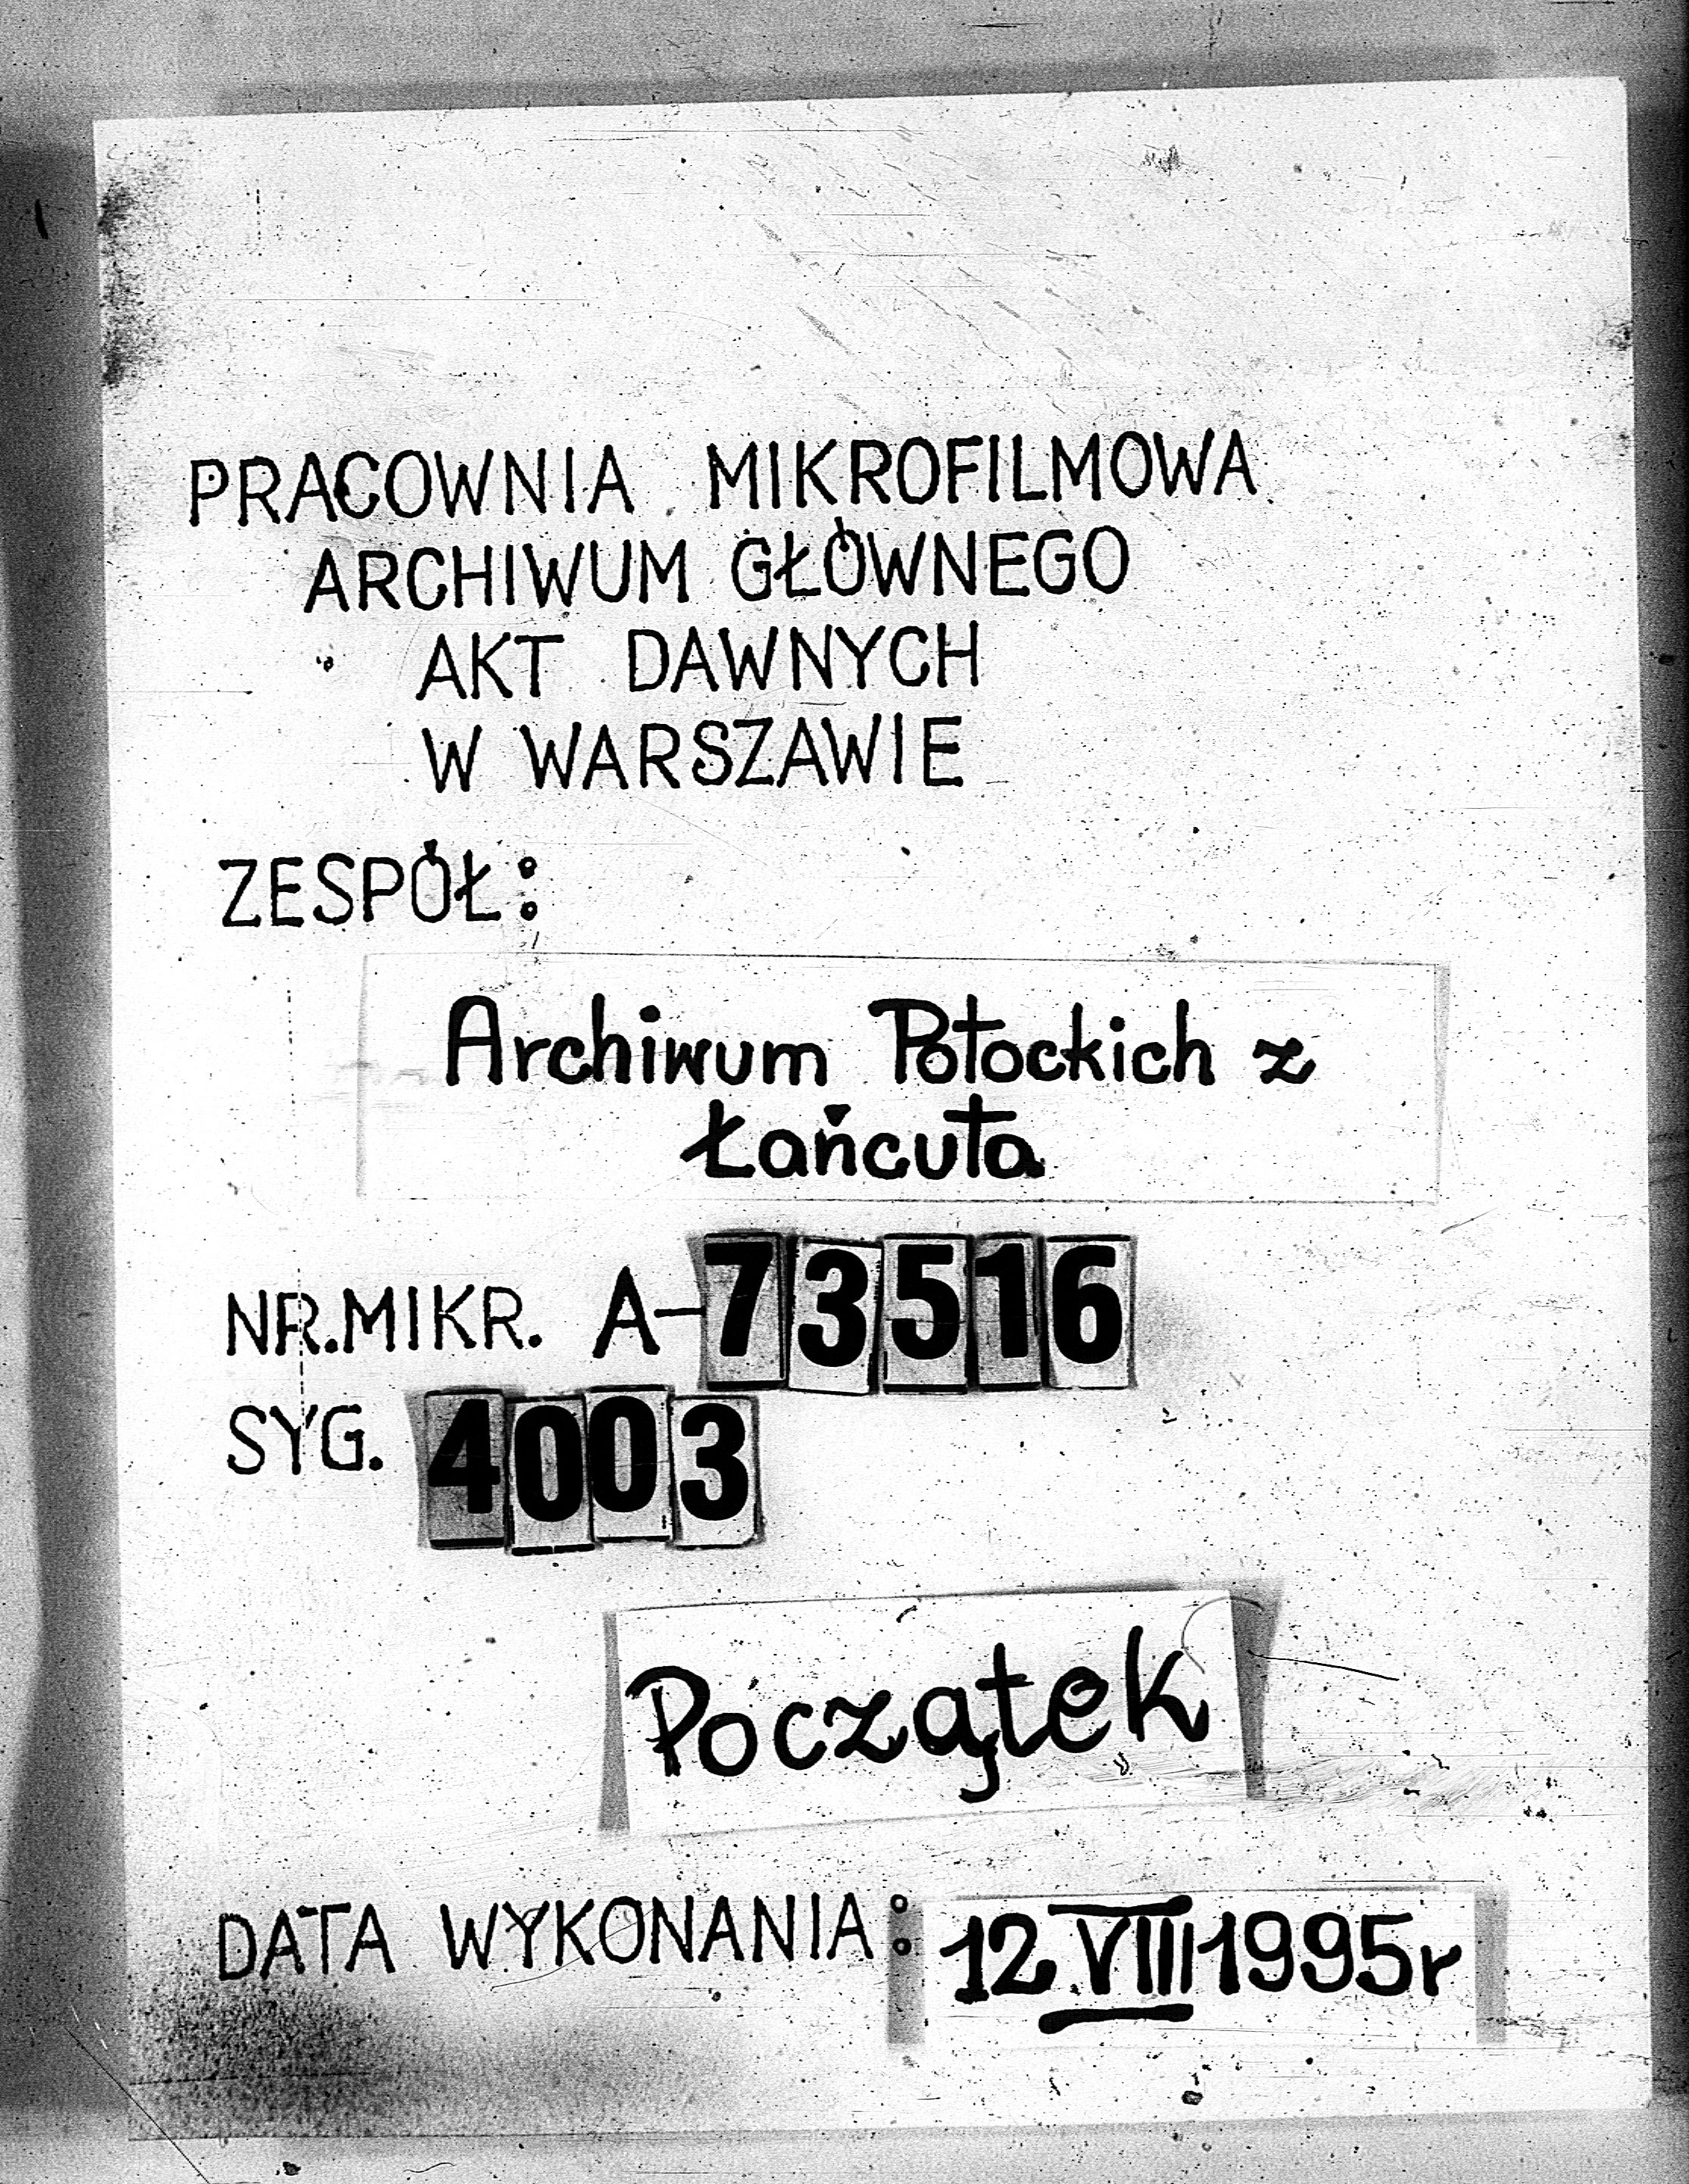 PRACOWNIA MIKROFILMOWA
ARCHIWUM GŁÓWNEGO
AKT DAWNYCH
W WARSZAWIE
ZESPÓŁ:
Archiwum Potockich z
Łańcuta
NR.MIKR. A-73516
SYG. 4003
Początek
DATA WYKONANIA: 12 VIII 1995r